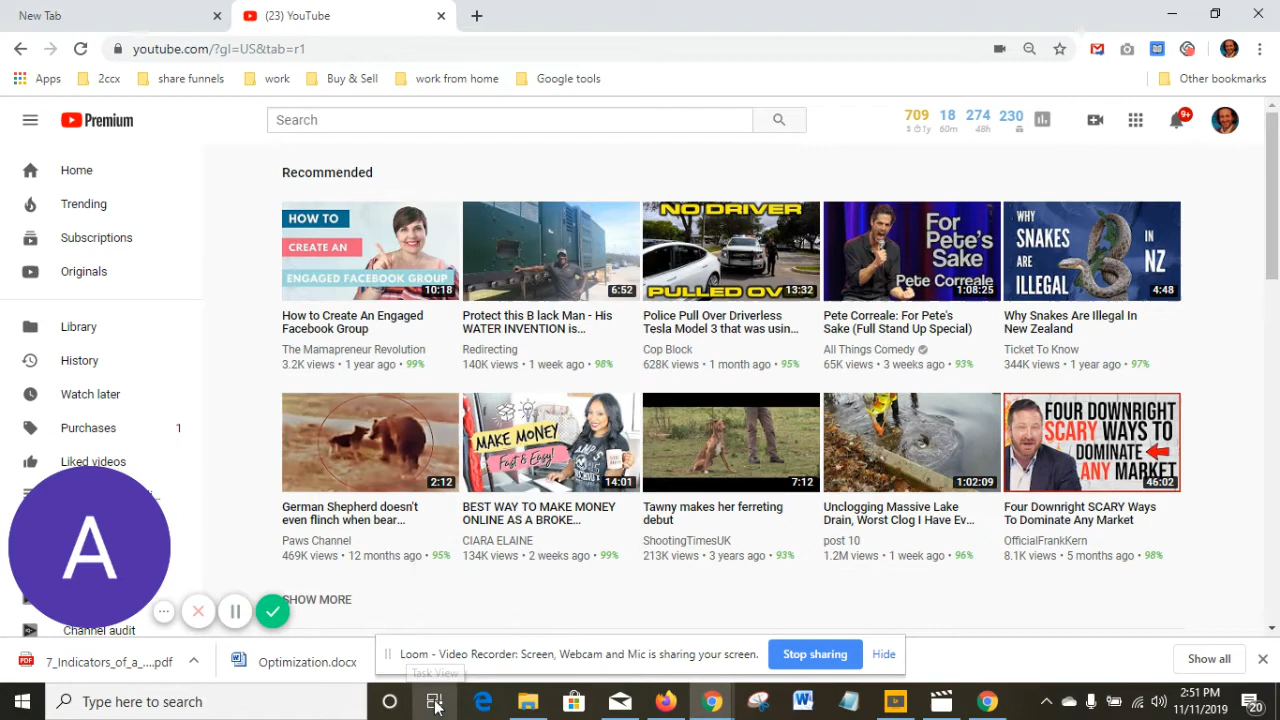 New Tab
(23) YouTube
youtube.com/?gl=US&tab=r1
Apps
2ccx
share funnels
work
Buy & Sell
work from home
Google tools
Other bookmarks
Premium
Search
709 18 274 230
$ 1y 60m 48h
9+
Home
Trending
Subscriptions
Originals
Library
History
Watch later
Purchases 1
Liked videos
Channel audit
Recommended
HOW TO
CREATE AN
ENGAGED FACEBOOK GROUP
10:18
6:52
NO DRIVER
PULLED OV
13:32
For
Pete's
Sake
Pete Correale
1:08:25
WHY
SNAKES
ARE
ILLEGAL
IN
NZ
4:48
How to Create An Engaged
Facebook Group
The Mamapreneur Revolution
3.2K views • 1 year ago • 99%
Protect this B lack Man - His
WATER INVENTION is...
Redirecting
140K views • 1 week ago • 98%
Police Pull Over Driverless
Tesla Model 3 that was usin...
Cop Block
628K views • 1 month ago • 95%
Pete Correale: For Pete's
Sake (Full Stand Up Special)
All Things Comedy
65K views • 3 weeks ago • 93%
Why Snakes Are Illegal In
New Zealand
Ticket To Know
344K views • 1 year ago • 97%
2:12
MAKE MONEY
Fast & Easy!
14:01
7:12
1:02:09
FOUR DOWNRIGHT
SCARY WAYS TO
DOMINATE
ANY MARKET
46:02
German Shepherd doesn't
even flinch when bear...
Paws Channel
469K views • 12 months ago • 95%
BEST WAY TO MAKE MONEY
ONLINE AS A BROKE...
CIARA ELAINE
134K views • 2 weeks ago • 99%
Tawny makes her ferreting
debut
ShootingTimesUK
213K views • 3 years ago • 93%
Unclogging Massive Lake
Drain, Worst Clog I Have Ev...
post 10
1.2M views • 1 week ago • 96%
Four Downright SCARY Ways
To Dominate Any Market
OfficialFrankKern
8.1K views • 5 months ago • 98%
SHOW MORE
A
7_Indicators_of_a_....pdf
Optimization.docx
Loom - Video Recorder: Screen, Webcam and Mic is sharing your screen.
Stop sharing
Hide
Task View
Show all
Type here to search
2:51 PM
11/11/2019
20